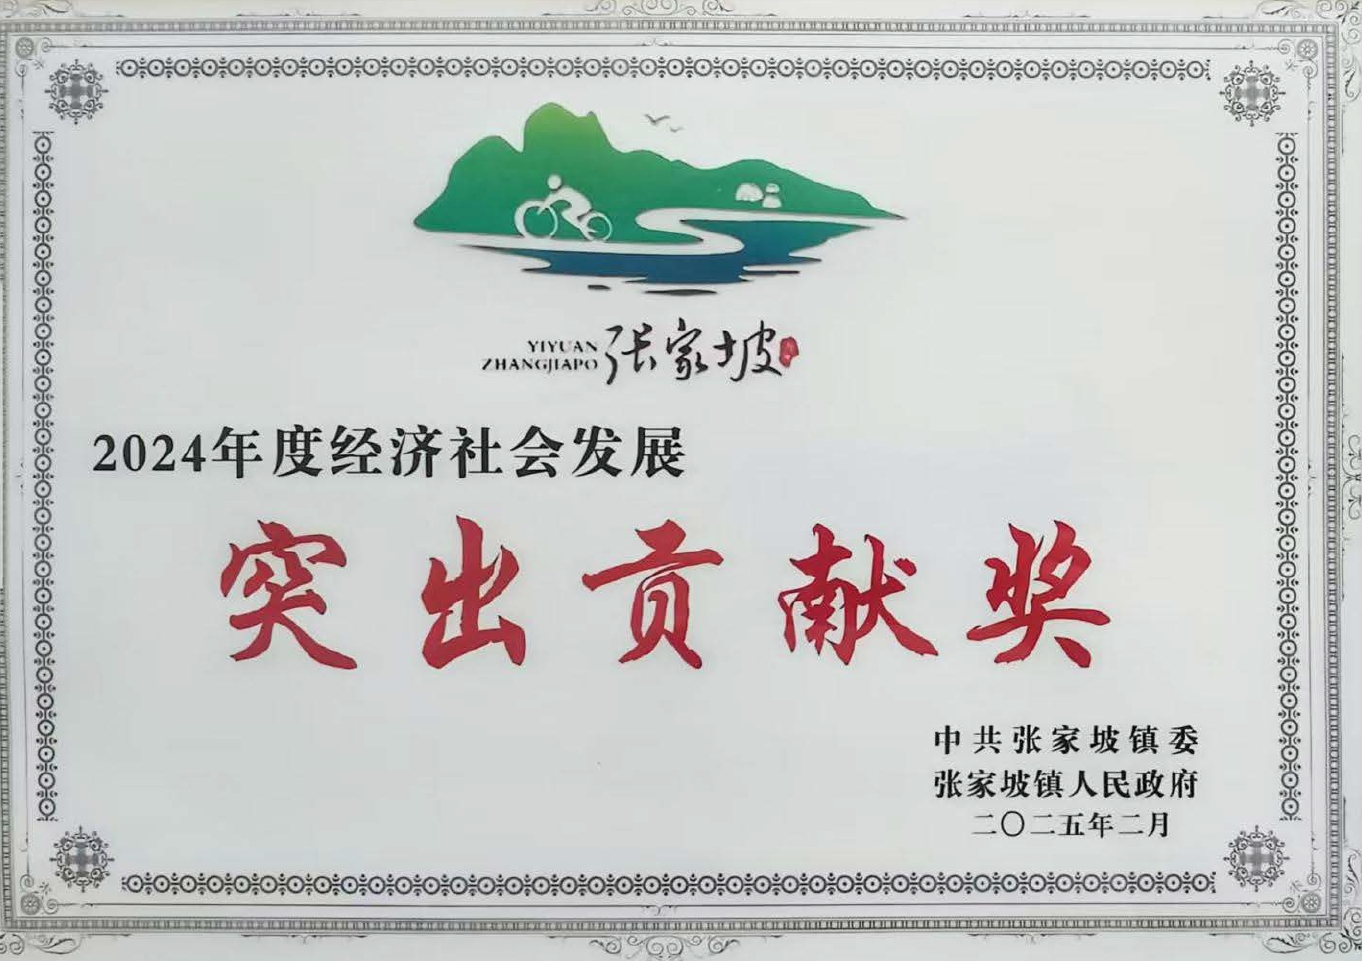 YIYUAN
ZHANGJIAPO
张家坡
2024年度经济社会发展
突出贡献奖
中共张家坡镇委
张家坡镇人民政府
二〇二五年二月